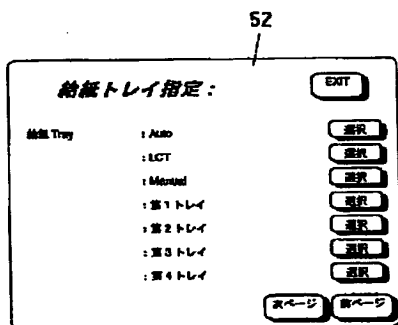 52
給紙トレイ指定: EXIT
給紙 Tray : Auto 選択
: LCT 選択
: Manual 選択
: 第1トレイ 選択
: 第2トレイ 選択
: 第3トレイ 選択
: 第4トレイ 選択
次ページ 前ページ